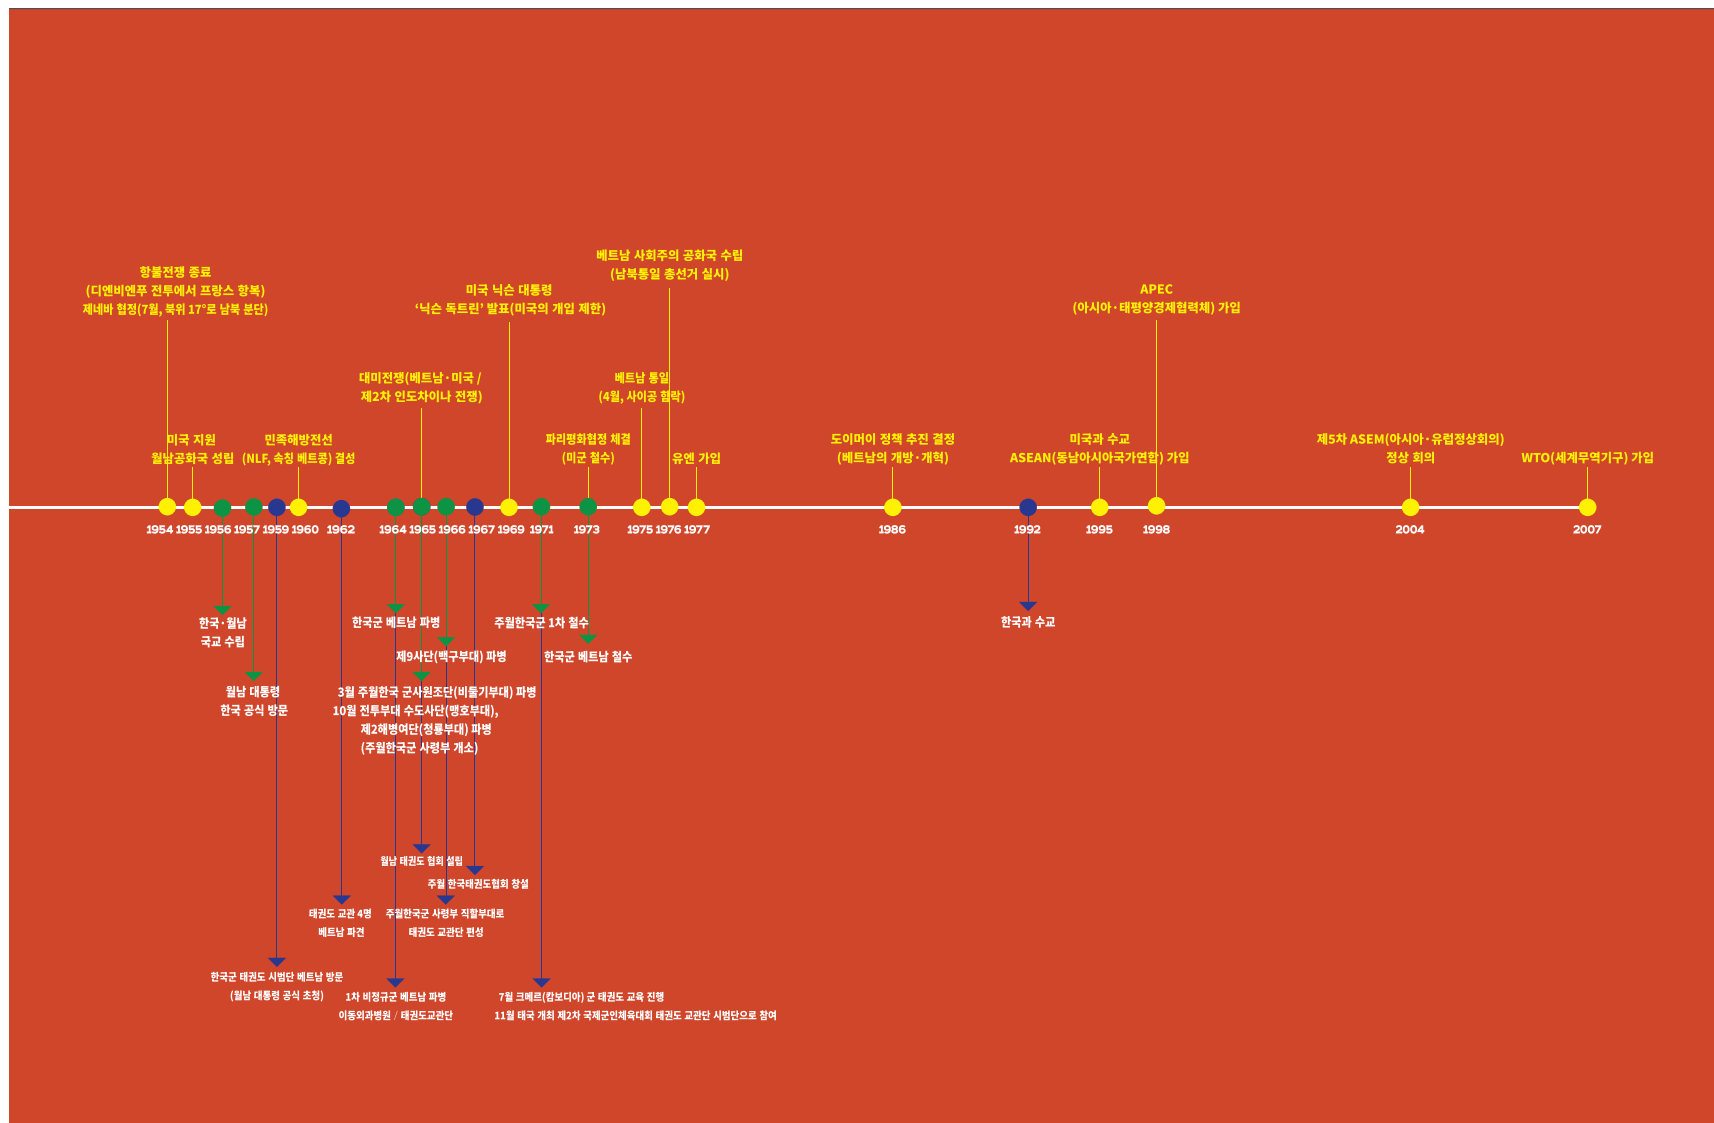 베트남 사회주의 공화국 수립
(남북통일 총선거 실시)
항불전쟁 종료
(디엔비엔푸 전투에서 프랑스 항복)
제네바 협정(7월, 북위 17°로 남북 분단)
미국 닉슨 대통령
‘닉슨 독트린’ 발표(미국의 개입 제한)
APEC
(아시아·태평양경제협력체) 가입
대미전쟁(베트남·미국 /
제2차 인도차이나 전쟁)
베트남 통일
(4월, 사이공 함락)
미국 지원
월남공화국 성립
민족해방전선
(NLF, 속칭 베트콩) 결성
파리평화협정 체결
(미군 철수)
유엔 가입
도이머이 정책 추진 결정
(베트남의 개방·개혁)
미국과 수교
ASEAN(동남아시아국가연합) 가입
제5차 ASEM(아시아·유럽정상회의)
정상 회의
WTO(세계무역기구) 가입
1954 1955 1956 1957 1959 1960 1962 1964 1965 1966 1967 1969 1971 1973 1975 1976 1977 1986 1992 1995 1998 2004 2007
한국·월남
국교 수립
한국군 베트남 파병
주월한국군 1차 철수
한국과 수교
제9사단(백구부대) 파병
한국군 베트남 철수
월남 대통령
한국 공식 방문
3월 주월한국 군사원조단(비둘기부대) 파병
10월 전투부대 수도사단(맹호부대),
제2해병여단(청룡부대) 파병
(주월한국군 사령부 개소)
월남 태권도 협회 설립
주월 한국태권도협회 창설
태권도 교관 4명
베트남 파견
주월한국군 사령부 직할부대로
태권도 교관단 편성
한국군 태권도 시범단 베트남 방문
(월남 대통령 공식 초청)
1차 비정규군 베트남 파병
이동외과병원 / 태권도교관단
7월 크메르(캄보디아) 군 태권도 교육 진행
11월 태국 개최 제2차 국제군인체육대회 태권도 교관단 시범단으로 참여